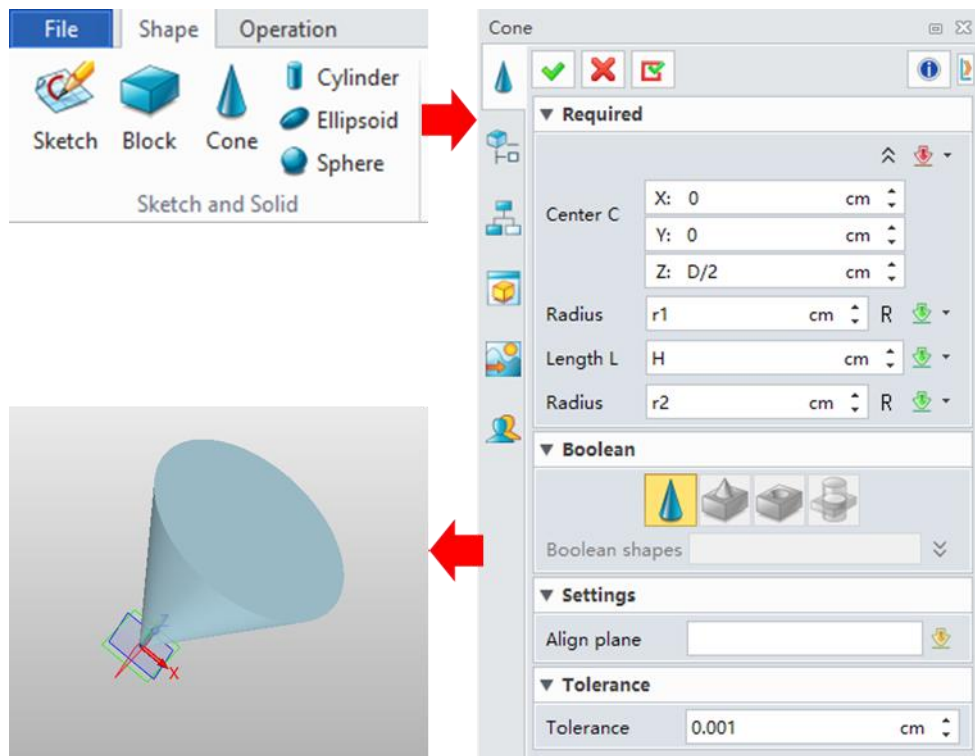 File Shape Operation
Sketch Block Cone
Cylinder
Ellipsoid
Sphere
Sketch and Solid
Cone
Required
Center C
X: 0 cm
Y: 0 cm
Z: D/2 cm
Radius r1 cm R
Length L H cm
Radius r2 cm R
Boolean
Boolean shapes
Settings
Align plane
Tolerance
Tolerance 0.001 cm
Z
X